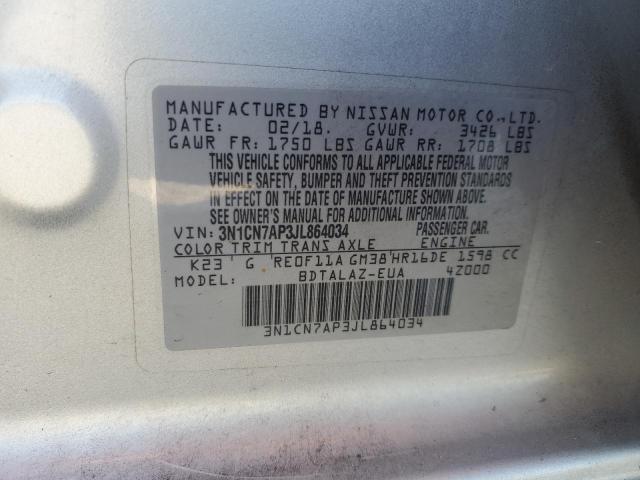 MANUFACTURED BY NISSAN MOTOR CO., LTD.
DATE: 02/18. GVWR: 3426 LBS
GAWR FR: 1750 LBS GAWR RR: 1708 LBS
THIS VEHICLE CONFORMS TO ALL APPLICABLE FEDERAL MOTOR
VEHICLE SAFETY, BUMPER AND THEFT PREVENTION STANDARDS
IN EFFECT ON THE DATE OF MANUFACTURE SHOWN ABOVE.
SEE OWNER'S MANUAL FOR ADDITIONAL INFORMATION.
VIN: 3N1CN7AP3JL864034 PASSENGER CAR.
COLOR TRIM TRANS AXLE ENGINE
K23 G RE0F11A GM38 HR16DE 1598 CC
MODEL: BDTALAZ-EUA 4Z000
3N1CN7AP3JL864034